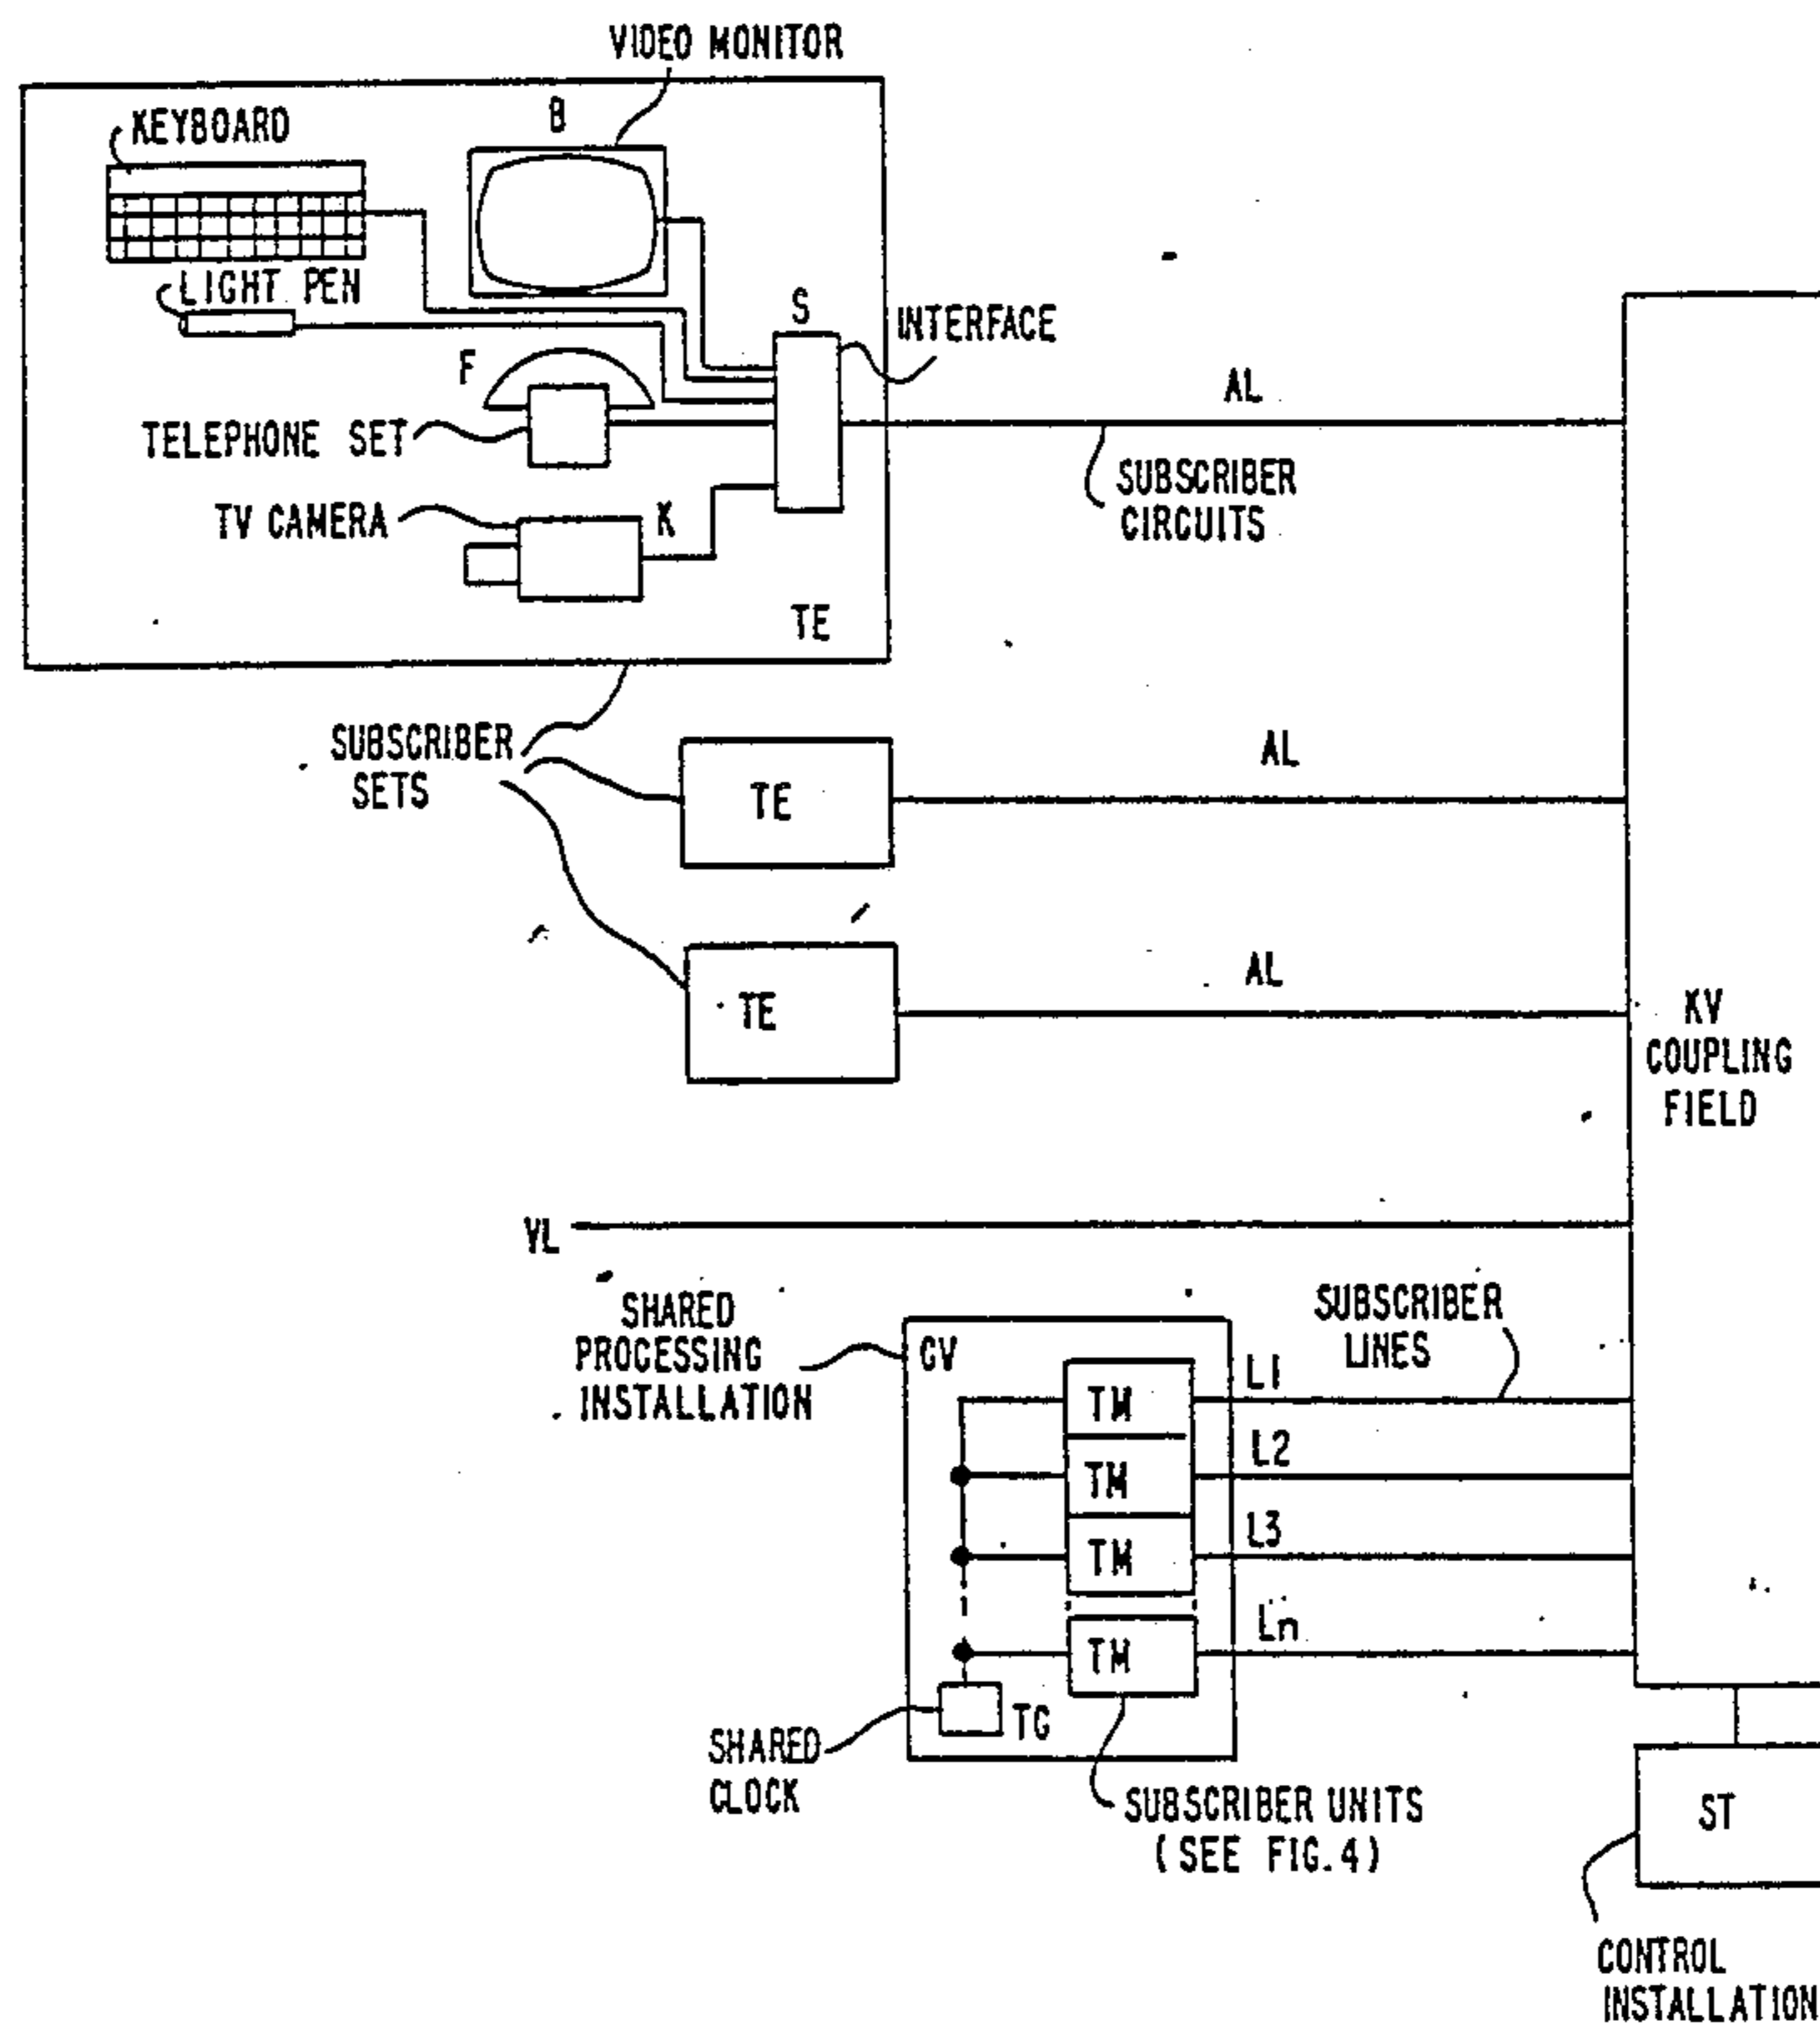 VIDEO MONITOR
KEYBOARD
B
LIGHT PEN
S
INTERFACE
F
AL
TELEPHONE SET
SUBSCRIBER
CIRCUITS
TV CAMERA
K
TE
SUBSCRIBER
SETS
TE
AL
TE
AL
KV
COUPLING
FIELD
VL
SHARED
PROCESSING
INSTALLATION
GV
SUBSCRIBER
LINES
TM
L1
TM
L2
TM
L3
TM
Ln
TG
SHARED
CLOCK
SUBSCRIBER UNITS
(SEE FIG.4)
ST
CONTROL
INSTALLATION